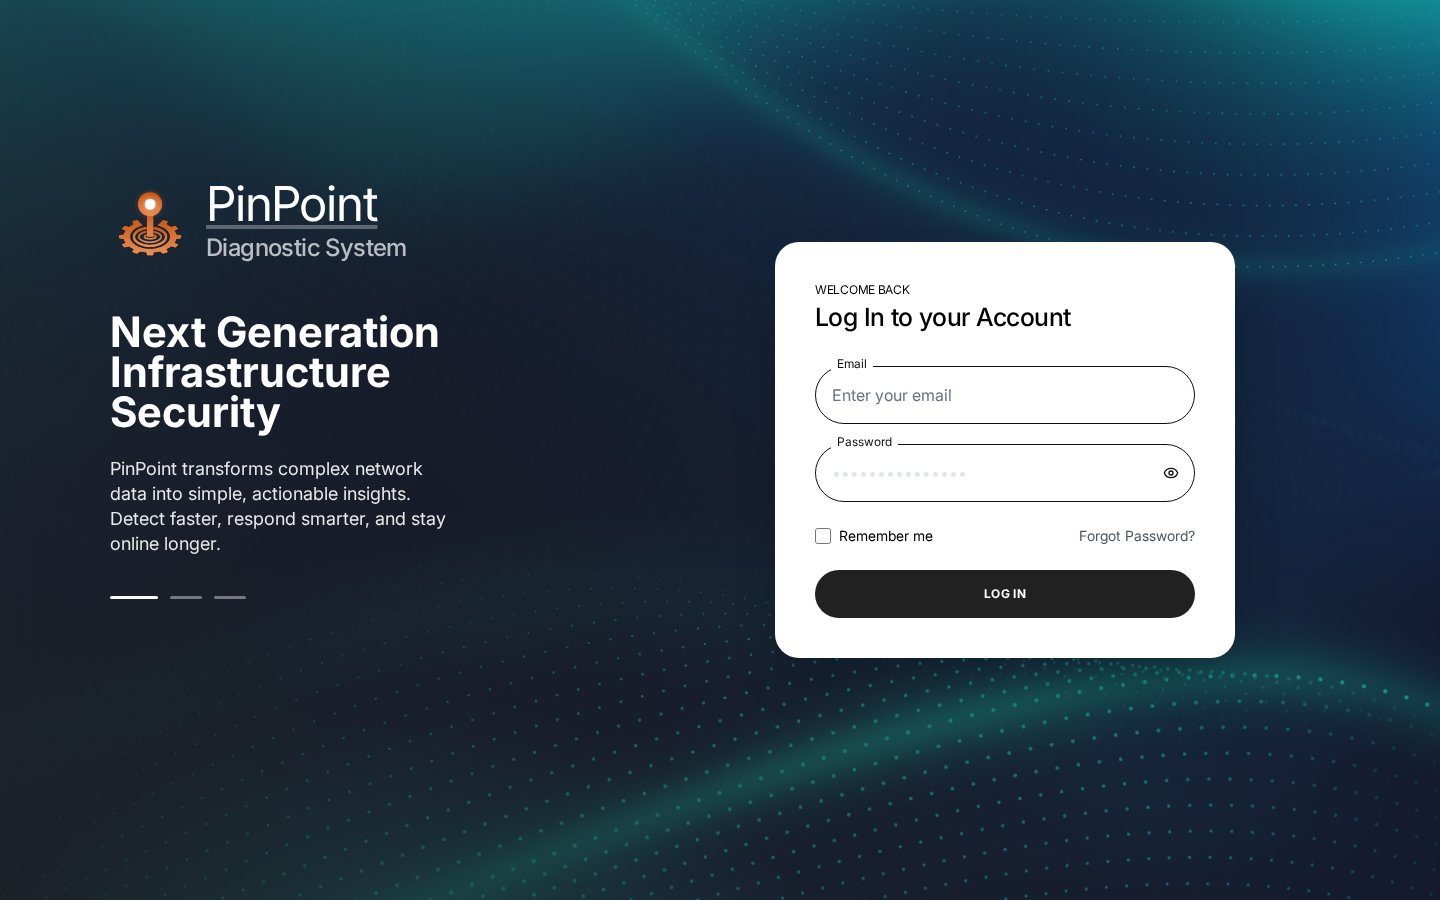 PinPoint
Diagnostic System
Next Generation
Infrastructure
Security
PinPoint transforms complex network
data into simple, actionable insights.
Detect faster, respond smarter, and stay
online longer.
WELCOME BACK
Log In to your Account
Email
Enter your email
Password
Remember me
Forgot Password?
LOG IN